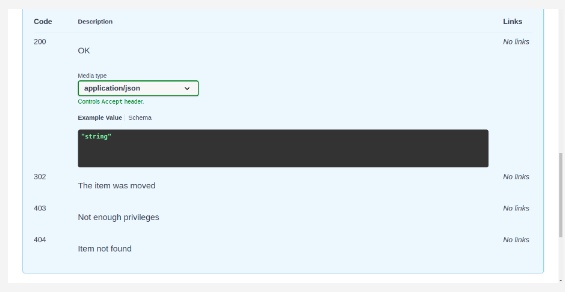 Code Description Links
200 OK No links
Media type
application/json
Controls Accept header.
Example Value Schema
"string"
302 The item was moved No links
403 Not enough privileges No links
404 Item not found No links